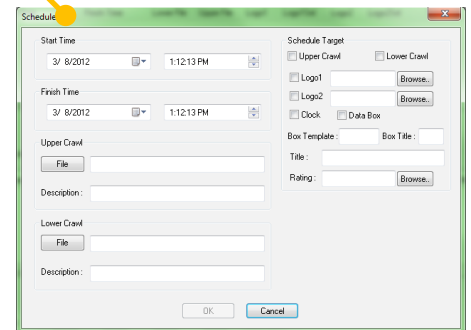 Schedule
Start Time
3/ 8/2012
1:12:13 PM
Finish Time
3/ 8/2012
1:12:13 PM
Upper Crawl
File
Description :
Lower Crawl
File
Description :
Schedule Target
Upper Crawl
Lower Crawl
Logo1
Browse..
Logo2
Browse..
Clock
Data Box
Box Template :
Box Title :
Title :
Rating :
Browse..
OK
Cancel